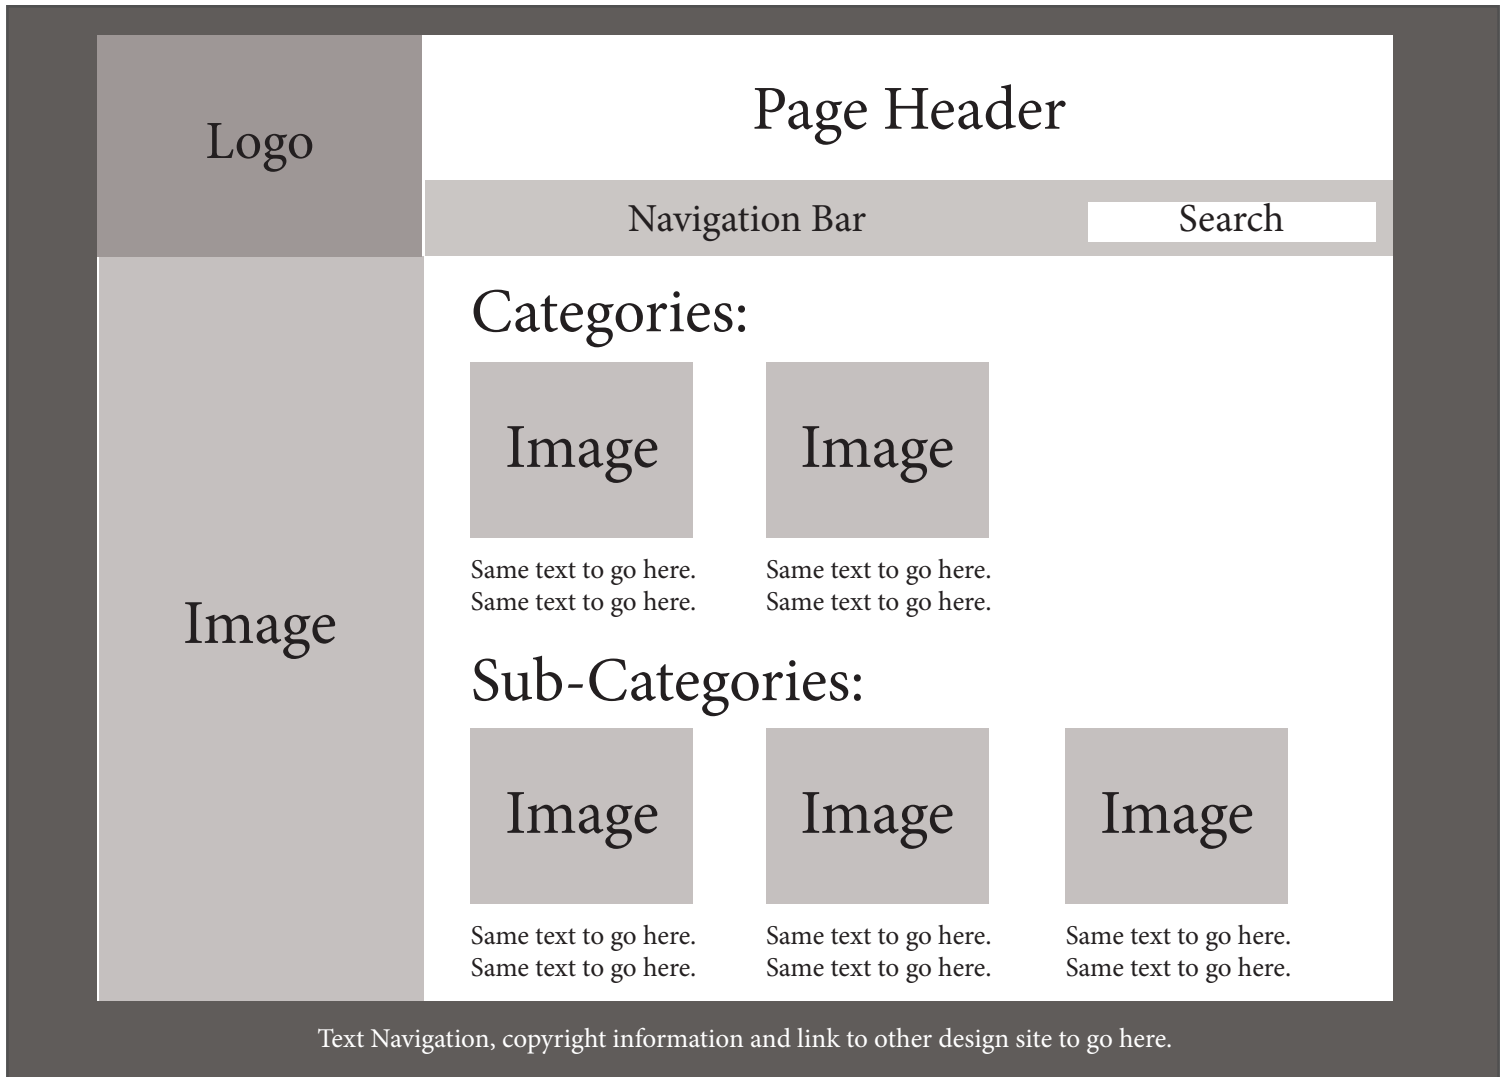 Logo
Page Header
Navigation Bar
Search
Image
Categories:
Image
Image
Same text to go here.
Same text to go here.
Same text to go here.
Same text to go here.
Sub-Categories:
Image
Image
Image
Same text to go here.
Same text to go here.
Same text to go here.
Same text to go here.
Same text to go here.
Same text to go here.
Text Navigation, copyright information and link to other design site to go here.